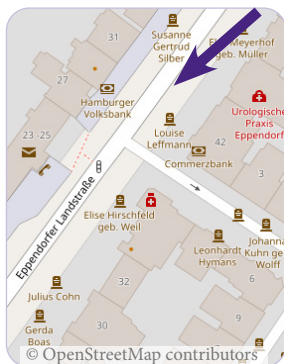 31
Susanne
Gertrud
Silber
geb. Müller
27
Hamburger
Volksbank
Urologische
Praxis
Eppendorf
23-25
Louise
Leffmann
42
Commerzbank
3
Eppendorfer Landstraße
Elise Hirschfeld
geb. Weil
Leonhardt
Hymans
Johanna
Kuhn geb.
Wolff
32
6
Julius Cohn
Gerda
Boas
30
9
© OpenStreetMap contributors